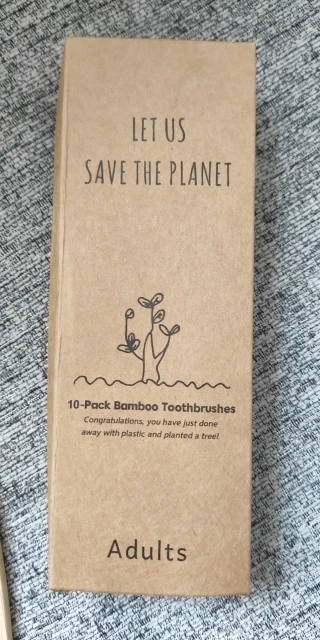 LET US
SAVE THE PLANET
10-Pack Bamboo Toothbrushes
Congratulations, you have just done
away with plastic and planted a tree!
Adults